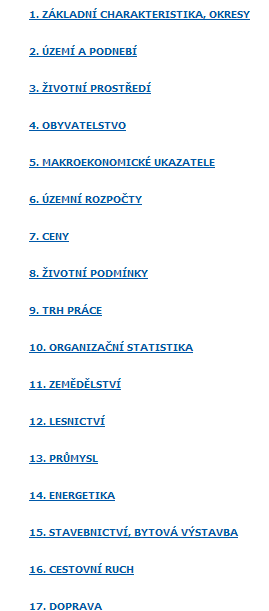 1. ZÁKLADNÍ CHARAKTERISTIKA, OKRESY
2. ÚZEMÍ A PODNEBÍ
3. ŽIVOTNÍ PROSTŘEDÍ
4. OBYVATELSTVO
5. MAKROEKONOMICKÉ UKAZATELE
6. ÚZEMNÍ ROZPOČTY
7. CENY
8. ŽIVOTNÍ PODMÍNKY
9. TRH PRÁCE
10. ORGANIZAČNÍ STATISTIKA
11. ZEMĚDĚLSTVÍ
12. LESNICTVÍ
13. PRŮMYSL
14. ENERGETIKA
15. STAVEBNICTVÍ, BYTOVÁ VÝSTAVBA
16. CESTOVNÍ RUCH
17. DOPRAVA